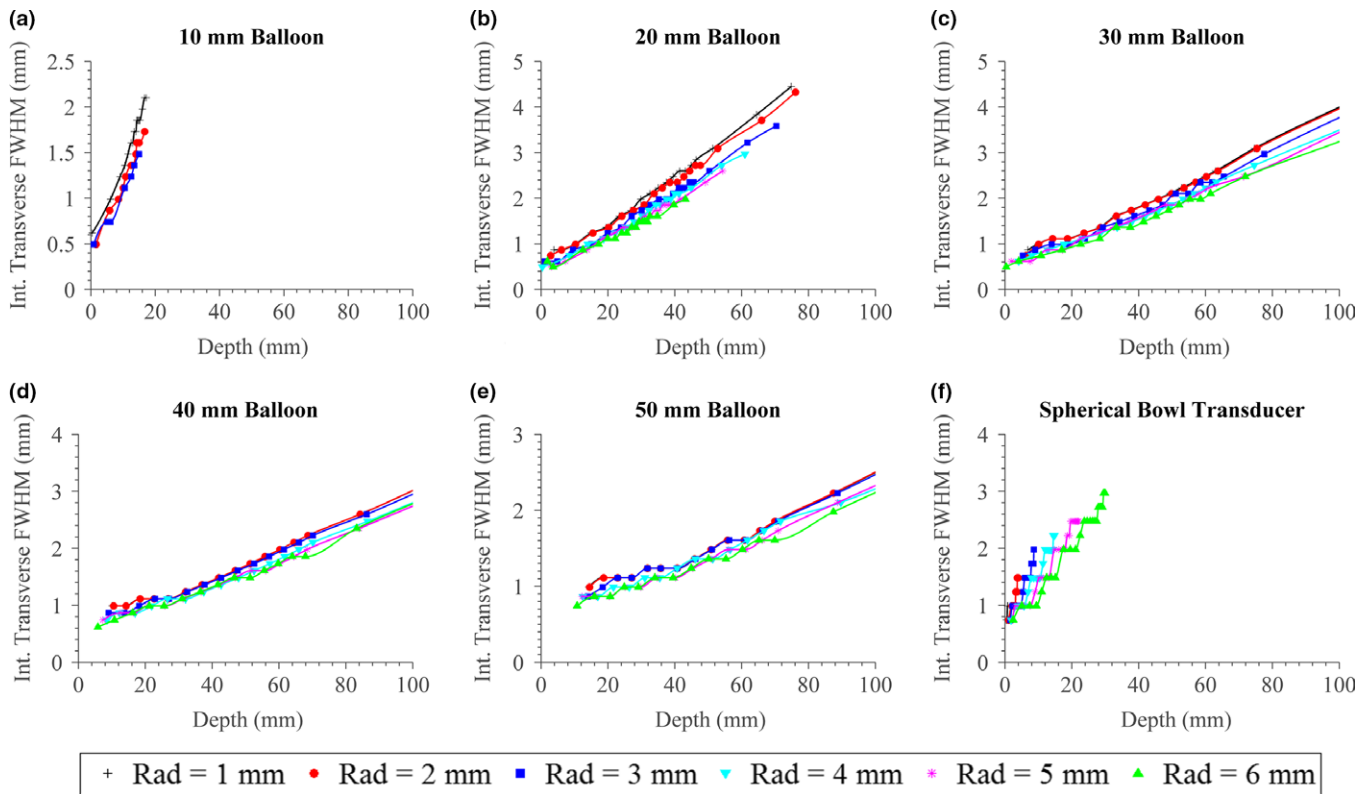 (a)
10 mm Balloon
Int. Transverse FWHM (mm)
2.5
2
1.5
1
0.5
0
0 20 40 60 80 100
Depth (mm)
(b)
20 mm Balloon
Int. Transverse FWHM (mm)
5
4
3
2
1
0
0 20 40 60 80 100
Depth (mm)
(c)
30 mm Balloon
Int. Transverse FWHM (mm)
5
4
3
2
1
0
0 20 40 60 80 100
Depth (mm)
(d)
40 mm Balloon
Int. Transverse FWHM (mm)
4
3
2
1
0
0 20 40 60 80 100
Depth (mm)
(e)
50 mm Balloon
Int. Transverse FWHM (mm)
3
2
1
0
0 20 40 60 80 100
Depth (mm)
(f)
Spherical Bowl Transducer
Int. Transverse FWHM (mm)
4
3
2
1
0
0 20 40 60 80 100
Depth (mm)
Rad = 1 mm Rad = 2 mm Rad = 3 mm Rad = 4 mm Rad = 5 mm Rad = 6 mm